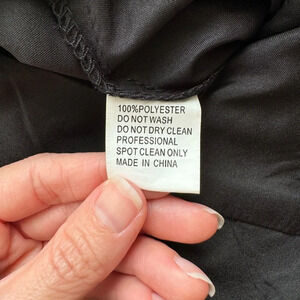 100%POLYESTER
DO NOT WASH
DO NOT DRY CLEAN
PROFESSIONAL
SPOT CLEAN ONLY
MADE IN CHINA